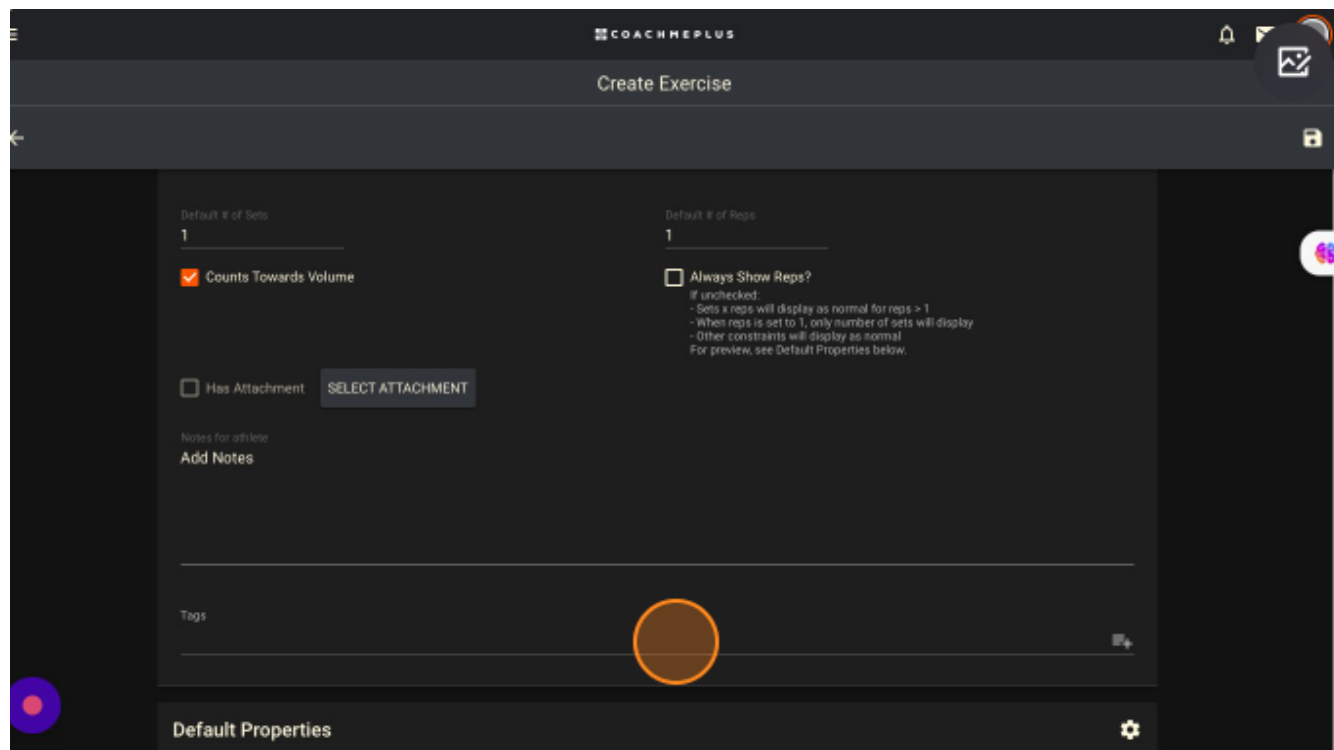 COACHMEPLUS
Create Exercise
Default # of Sets
1
Default # of Reps
1
Counts Towards Volume
Always Show Reps?
If unchecked:
- Sets x reps will display as normal for reps > 1
- When reps is set to 1, only number of sets will display
- Other constraints will display as normal
For preview, see Default Properties below.
Has Attachment
SELECT ATTACHMENT
Notes for athlete
Add Notes
Tags
Default Properties